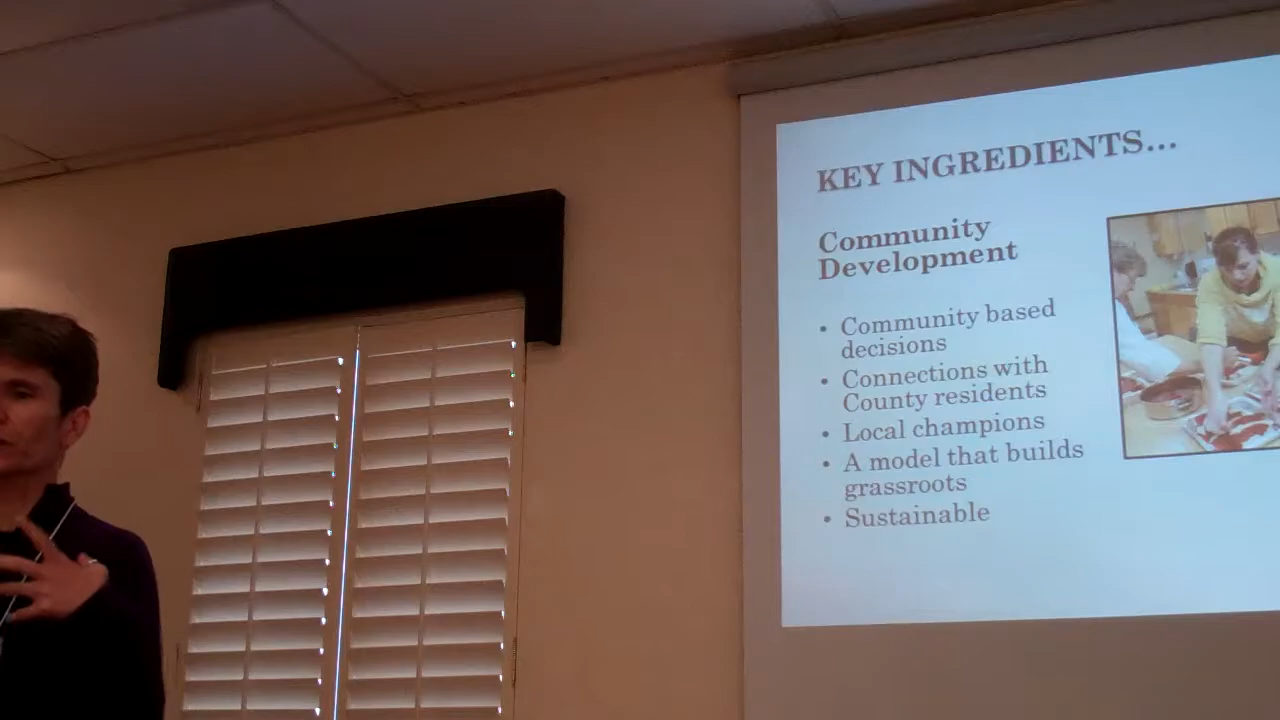 KEY INGREDIENTS...
Community
Development
• Community based
decisions
• Connections with
County residents
• Local champions
• A model that builds
grassroots
• Sustainable